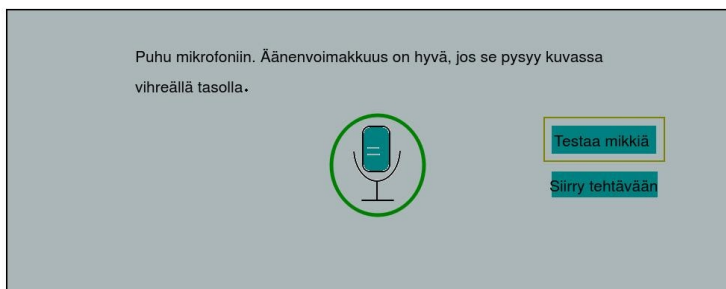 Puhu mikrofoniin. Äänenvoimakkuus on hyvä, jos se pysyy kuvassa
vihreällä tasolla.
Testaa mikkiä
Siirry tehtävään